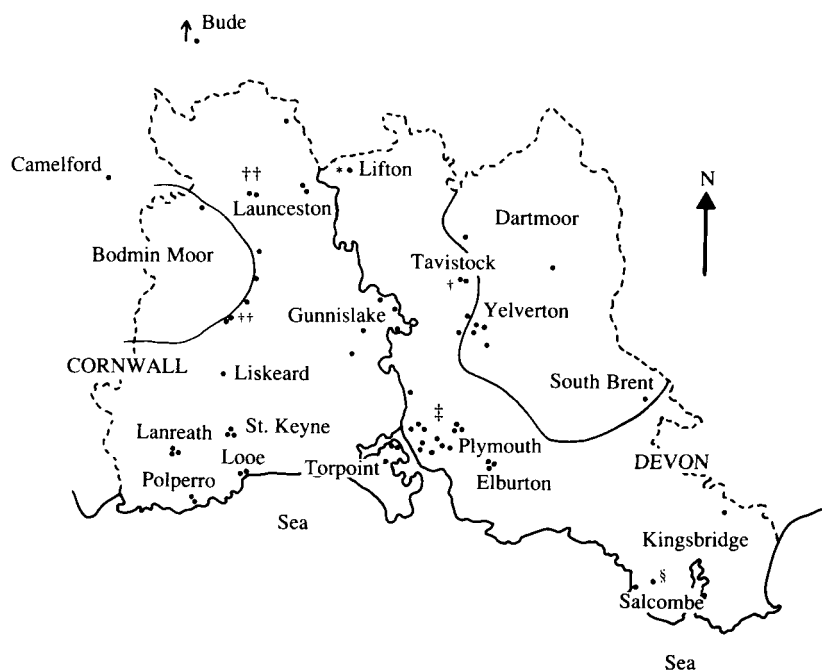 Bude
Camelford
††
* Lifton
Launceston
N
Dartmoor
Bodmin Moor
Tavistock
†
††
Gunnislake
Yelverton
CORNWALL
Liskeard
South Brent
‡
Lanreath
St. Keyne
Plymouth
Looe
Torpoint
Elburton
DEVON
Polperro
Sea
Kingsbridge
§
Salcombe
Sea